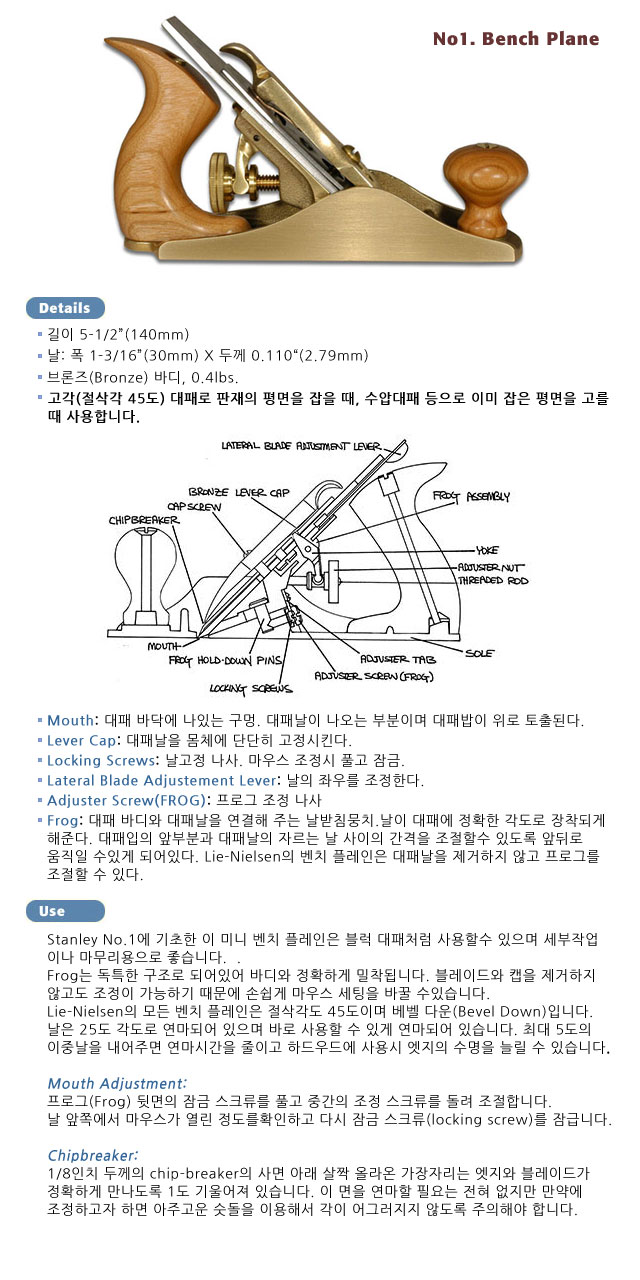 No1. Bench Plane
Details
길이 5-1/2”(140mm)
날: 폭 1-3/16”(30mm) X 두께 0.110“(2.79mm)
브론즈(Bronze) 바디, 0.4lbs.
고각(절삭각 45도) 대패로 판재의 평면을 잡을 때, 수압대패 등으로 이미 잡은 평면을 고를
때 사용합니다.
LATERAL BLADE ADJUSTMENT LEVER
BRONZE LEVER CAP
CAP SCREW
CHIPBREAKER
FROG ASSEMBLY
YOKE
ADJUSTER NUT
THREADED ROD
MOUTH
FROG HOLD-DOWN PINS
LOCKING SCREWS
ADJUSTER TAB
ADJUSTER SCREW (FROG)
SOLE
Mouth: 대패 바닥에 나있는 구멍. 대패날이 나오는 부분이며 대패밥이 위로 토출된다.
Lever Cap: 대패날을 몸체에 단단히 고정시킨다.
Locking Screws: 날고정 나사. 마우스 조정시 풀고 잠금.
Lateral Blade Adjustement Lever: 날의 좌우를 조정한다.
Adjuster Screw(FROG): 프로그 조정 나사
Frog: 대패 바디와 대패날을 연결해 주는 날받침뭉치.날이 대패에 정확한 각도로 장착되게
해준다. 대패입의 앞부분과 대패날의 자르는 날 사이의 간격을 조절할수 있도록 앞뒤로
움직일 수있게 되어있다. Lie-Nielsen의 벤치 플레인은 대패날을 제거하지 않고 프로그를
조절할 수 있다.
Use
Stanley No.1에 기초한 이 미니 벤치 플레인은 블럭 대패처럼 사용할수 있으며 세부작업
이나 마무리용으로 좋습니다. .
Frog는 독특한 구조로 되어있어 바디와 정확하게 밀착됩니다. 블레이드와 캡을 제거하지
않고도 조정이 가능하기 때문에 손쉽게 마우스 세팅을 바꿀 수있습니다.
Lie-Nielsen의 모든 벤치 플레인은 절삭각도 45도이며 베벨 다운(Bevel Down)입니다.
날은 25도 각도로 연마되어 있으며 바로 사용할 수 있게 연마되어 있습니다. 최대 5도의
이중날을 내어주면 연마시간을 줄이고 하드우드에 사용시 엣지의 수명을 늘릴 수 있습니다.
Mouth Adjustment:
프로그(Frog) 뒷면의 잠금 스크류를 풀고 중간의 조정 스크류를 돌려 조절합니다.
날 앞쪽에서 마우스가 열린 정도를확인하고 다시 잠금 스크류(locking screw)를 잠급니다.
Chipbreaker:
1/8인치 두께의 chip-breaker의 사면 아래 살짝 올라온 가장자리는 엣지와 블레이드가
정확하게 만나도록 1도 기울어져 있습니다. 이 면을 연마할 필요는 전혀 없지만 만약에
조정하고자 하면 아주고운 숫돌을 이용해서 각이 어그러지지 않도록 주의해야 합니다.